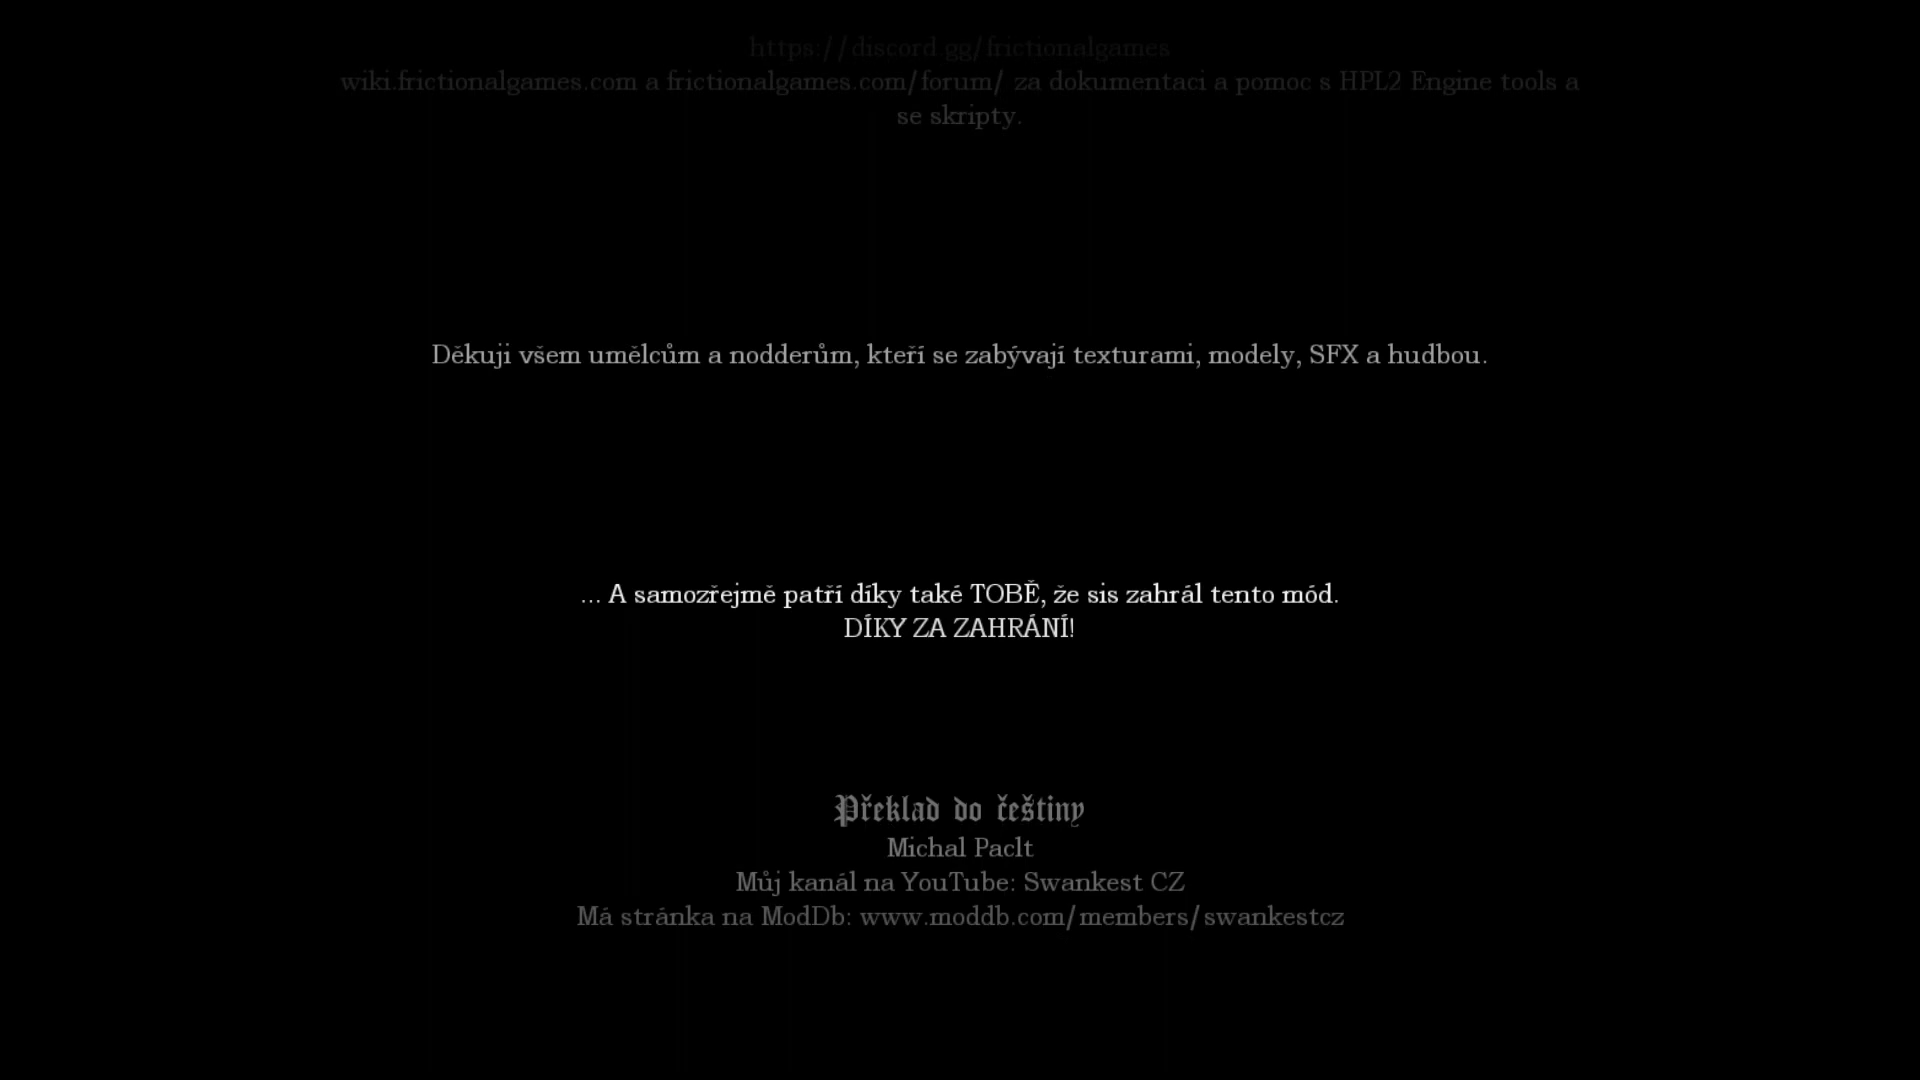 https://discord.gg/frictionalgames
wiki.frictionalgames.com a frictionalgames.com/forum/ za dokumentaci a pomoc s HPL2 Engine tools a
se skripty.
Děkuji všem umělcům a nodderům, kteří se zabývají texturami, modely, SFX a hudbou.
... A samozřejmě patří díky také TOBĚ, že sis zahrál tento mód.
DÍKY ZA ZAHRÁNÍ!
Překlad do češtiny
Michal Paclt
Můj kanál na YouTube: Swankest CZ
Má stránka na ModDb: www.moddb.com/members/swankestcz